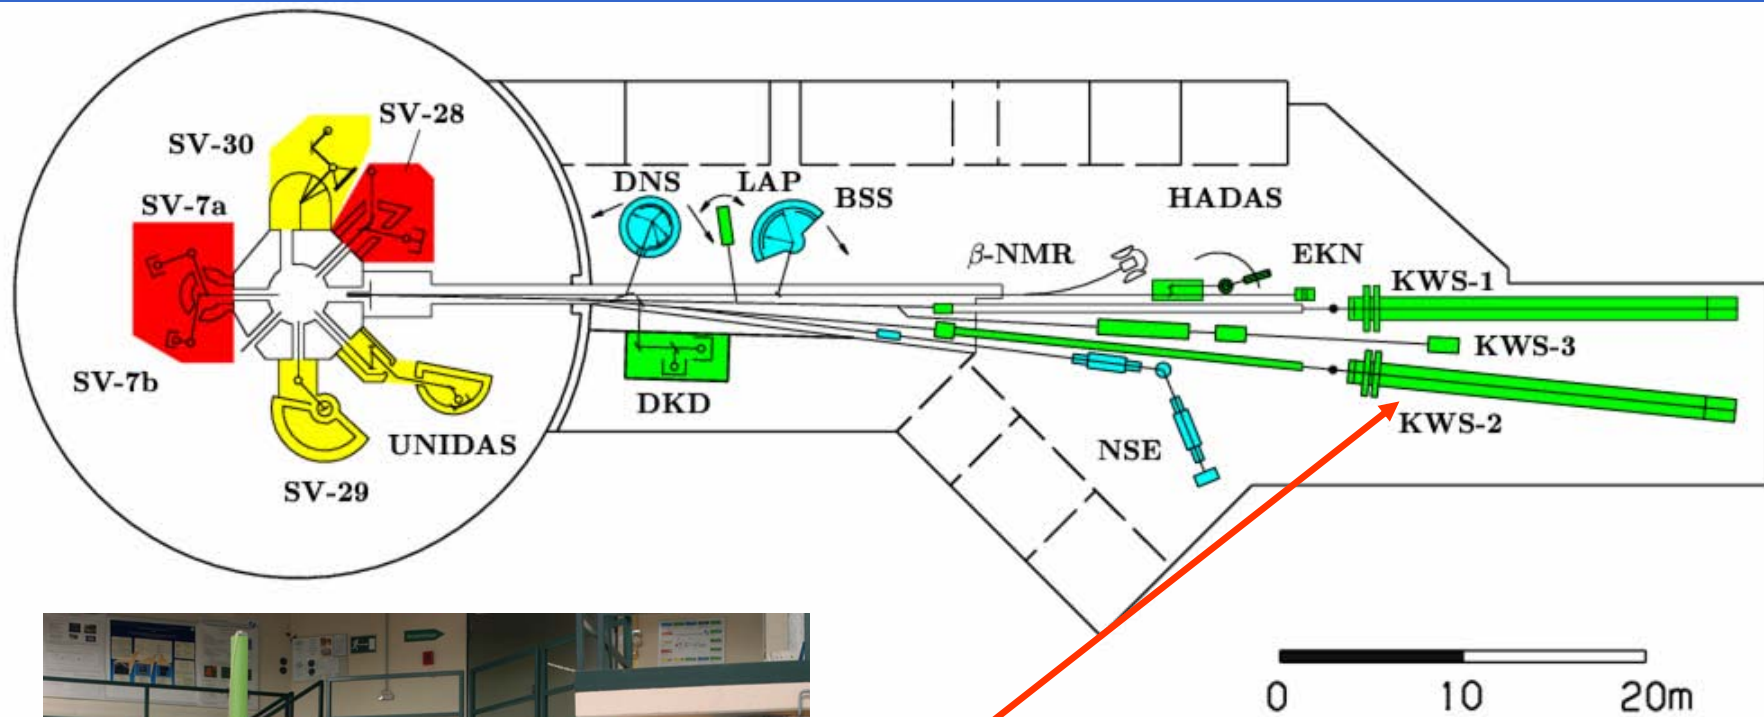 SV-28
SV-30
SV-7a
DNS LAP
BSS
HADAS
β-NMR
EKN
KWS-1
KWS-3
SV-7b
DKD
KWS-2
UNIDAS
NSE
SV-29
0 10 20m